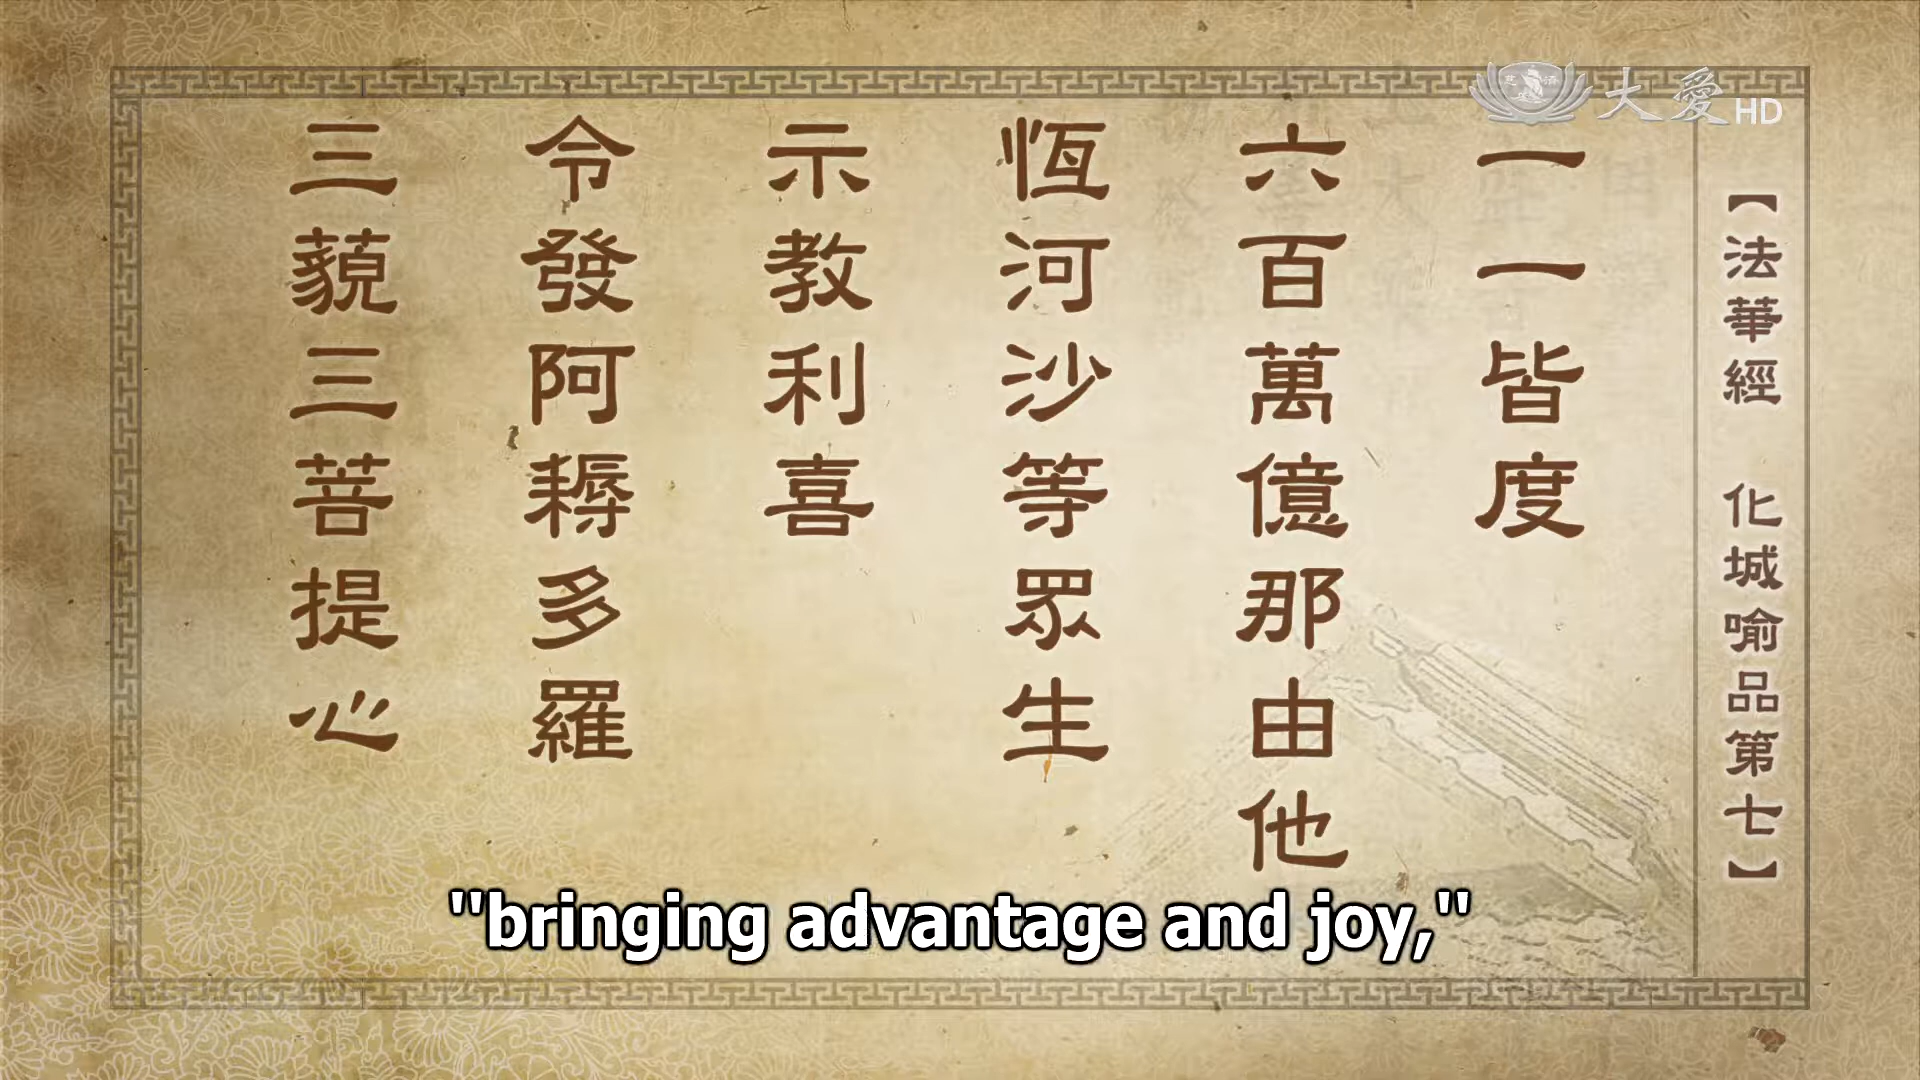 大愛HD
【法華經 化城喻品第七】
一一皆度
六百萬億那由他
恆河沙等眾生
示教利喜
令發阿耨多羅
三藐三菩提心
"bringing advantage and joy,"